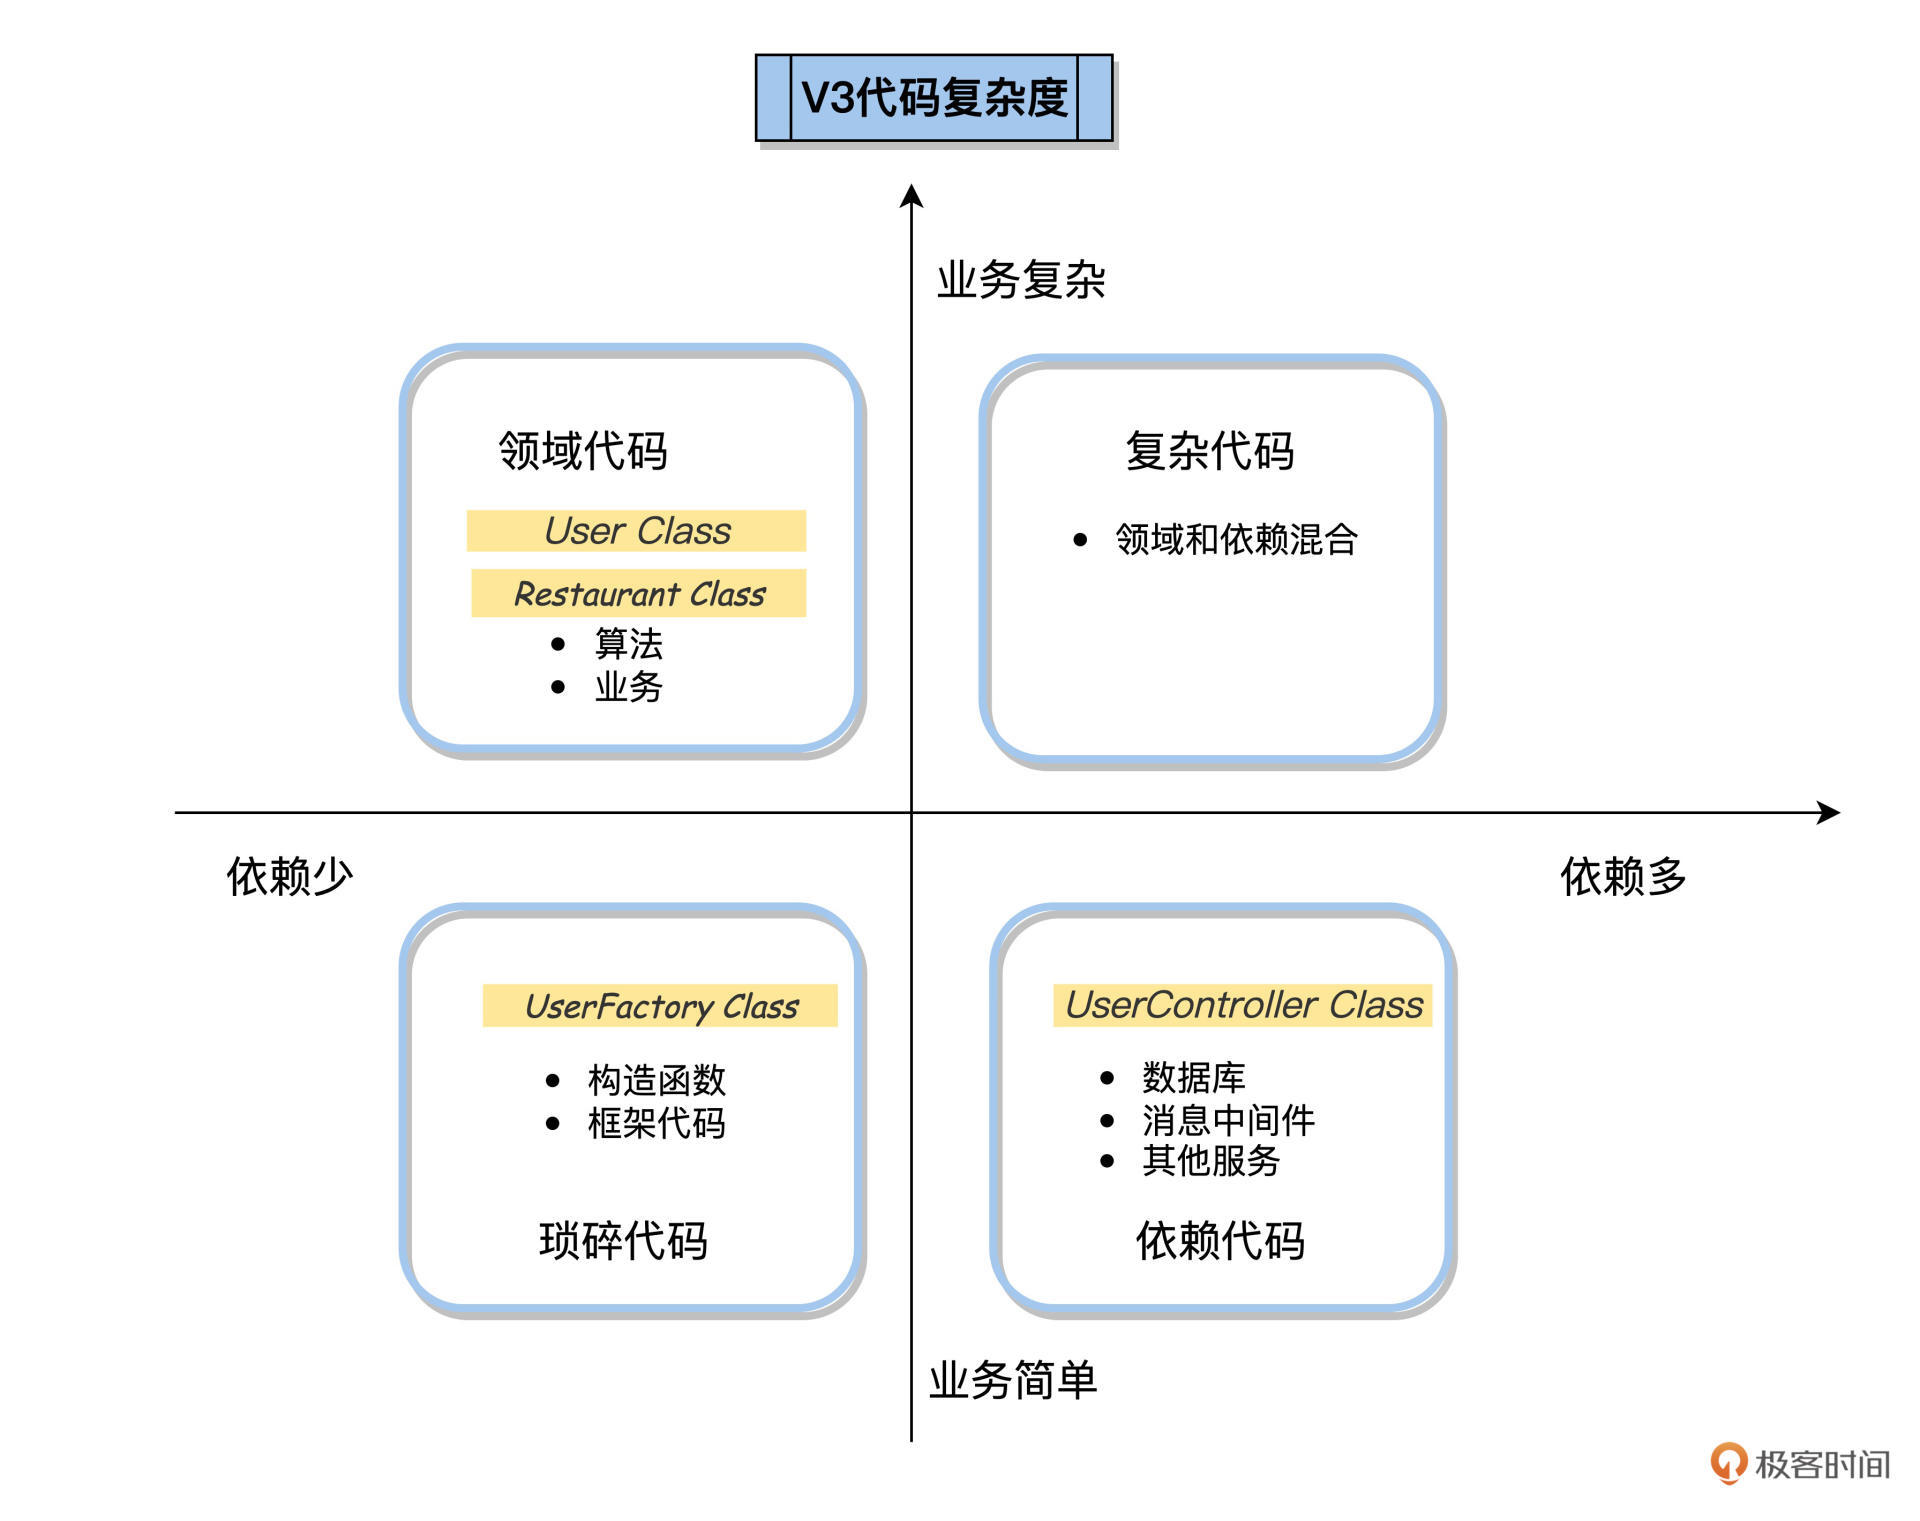 V3代码复杂度
业务复杂
领域代码
User Class
Restaurant Class
算法
业务
复杂代码
领域和依赖混合
依赖少
依赖多
UserFactory Class
构造函数
框架代码
琐碎代码
UserController Class
数据库
消息中间件
其他服务
依赖代码
业务简单
极客时间